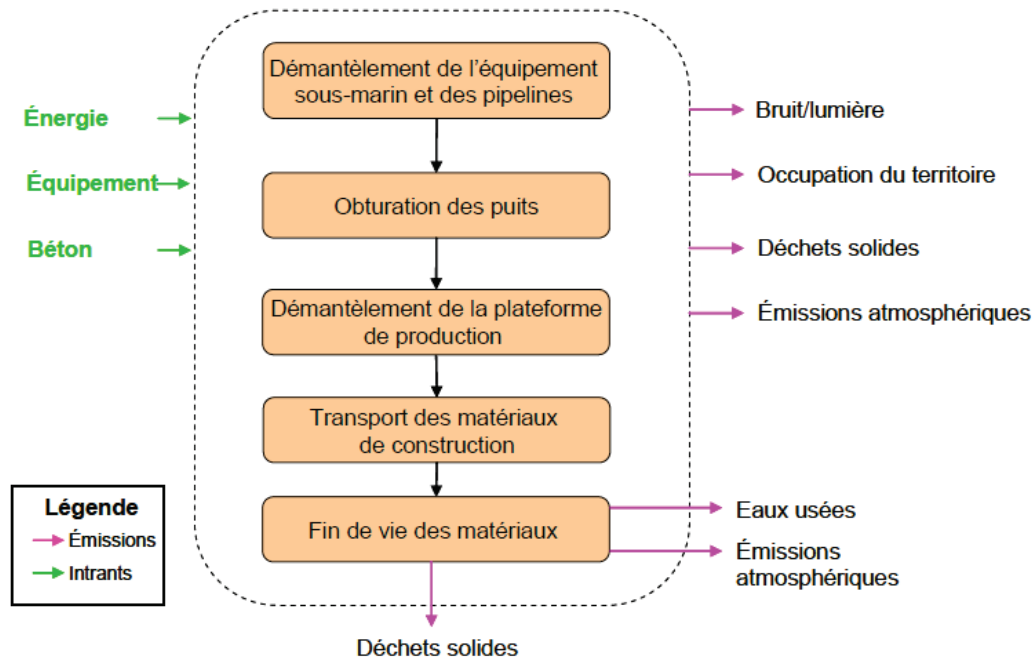 Démantèlement de l'équipement
sous-marin et des pipelines
Énergie
Bruit/lumière
Équipement
Occupation du territoire
Obturation des puits
Béton
Déchets solides
Démantèlement de la plateforme
de production
Émissions atmosphériques
Transport des matériaux
de construction
Légende
Émissions
Intrants
Fin de vie des matériaux
Eaux usées
Émissions
atmosphériques
Déchets solides